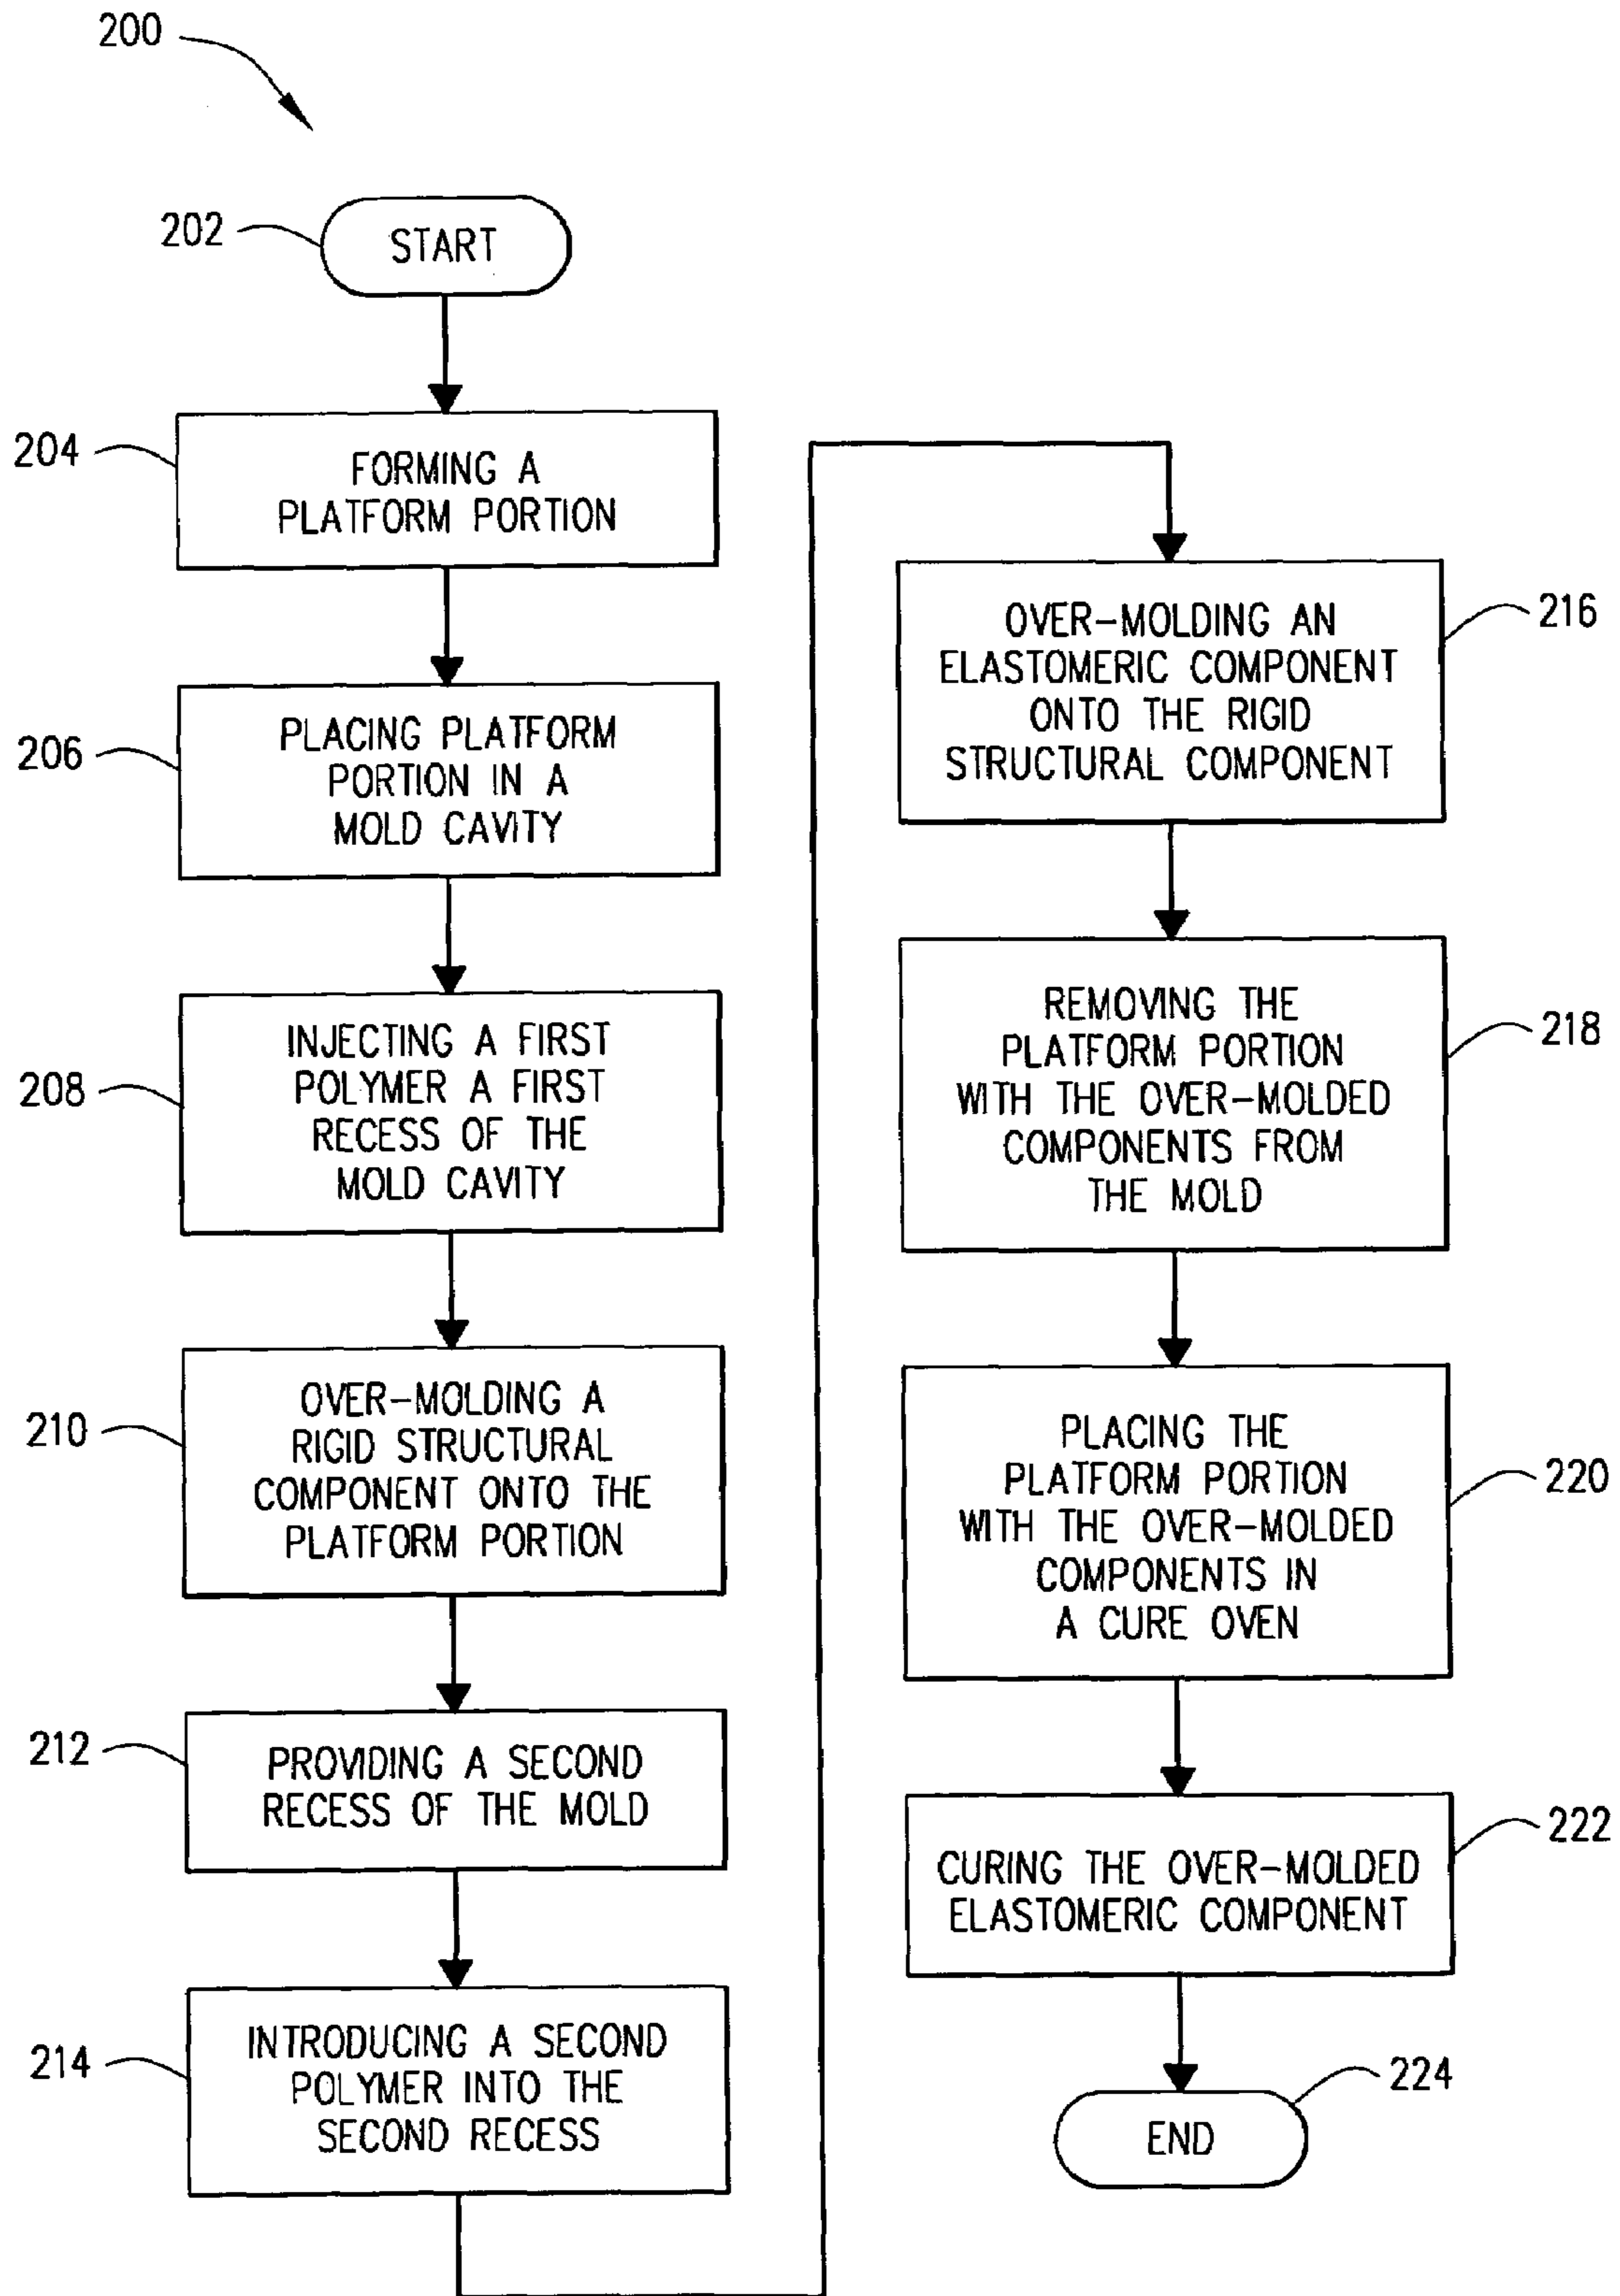 200
202
START
204
FORMING A
PLATFORM PORTION
206
PLACING PLATFORM
PORTION IN A
MOLD CAVITY
208
INJECTING A FIRST
POLYMER A FIRST
RECESS OF THE
MOLD CAVITY
210
OVER-MOLDING A
RIGID STRUCTURAL
COMPONENT ONTO THE
PLATFORM PORTION
212
PROVIDING A SECOND
RECESS OF THE MOLD
214
INTRODUCING A SECOND
POLYMER INTO THE
SECOND RECESS
216
OVER-MOLDING AN
ELASTOMERIC COMPONENT
ONTO THE RIGID
STRUCTURAL COMPONENT
218
REMOVING THE
PLATFORM PORTION
WITH THE OVER-MOLDED
COMPONENTS FROM
THE MOLD
220
PLACING THE
PLATFORM PORTION
WITH THE OVER-MOLDED
COMPONENTS IN
A CURE OVEN
222
CURING THE OVER-MOLDED
ELASTOMERIC COMPONENT
224
END